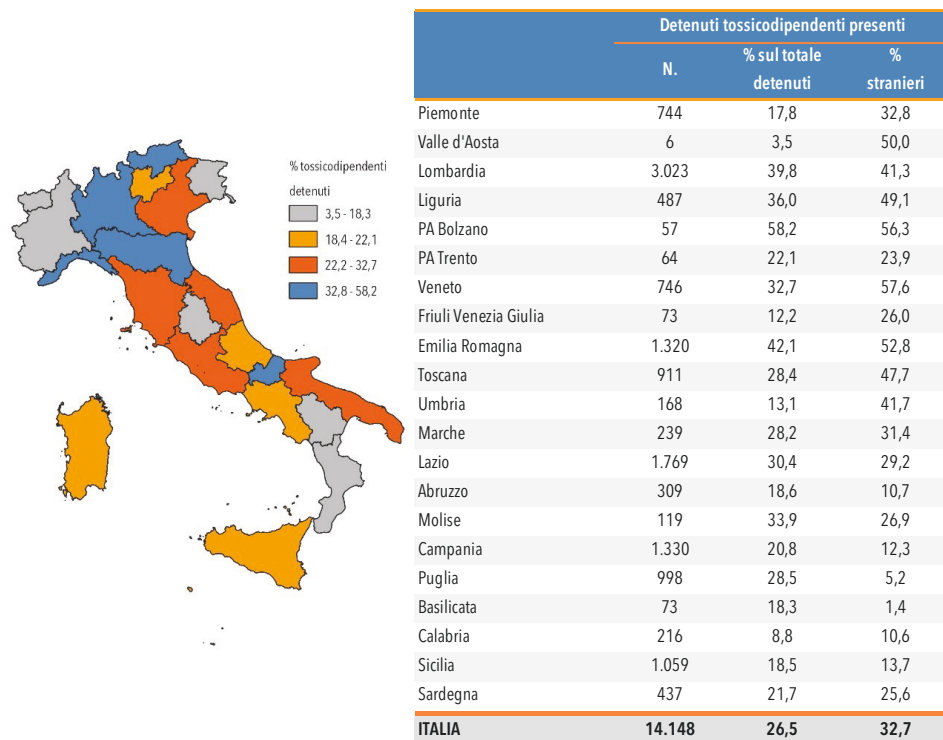 % tossicodipendenti
detenuti
3,5 - 18,3
18,4 - 22,1
22,2 - 32,7
32,8 - 58,2
Detenuti tossicodipendenti presenti
N. % sul totale detenuti % stranieri
Piemonte 744 17,8 32,8
Valle d'Aosta 6 3,5 50,0
Lombardia 3.023 39,8 41,3
Liguria 487 36,0 49,1
PA Bolzano 57 58,2 56,3
PA Trento 64 22,1 23,9
Veneto 746 32,7 57,6
Friuli Venezia Giulia 73 12,2 26,0
Emilia Romagna 1.320 42,1 52,8
Toscana 911 28,4 47,7
Umbria 168 13,1 41,7
Marche 239 28,2 31,4
Lazio 1.769 30,4 29,2
Abruzzo 309 18,6 10,7
Molise 119 33,9 26,9
Campania 1.330 20,8 12,3
Puglia 998 28,5 5,2
Basilicata 73 18,3 1,4
Calabria 216 8,8 10,6
Sicilia 1.059 18,5 13,7
Sardegna 437 21,7 25,6
ITALIA 14.148 26,5 32,7